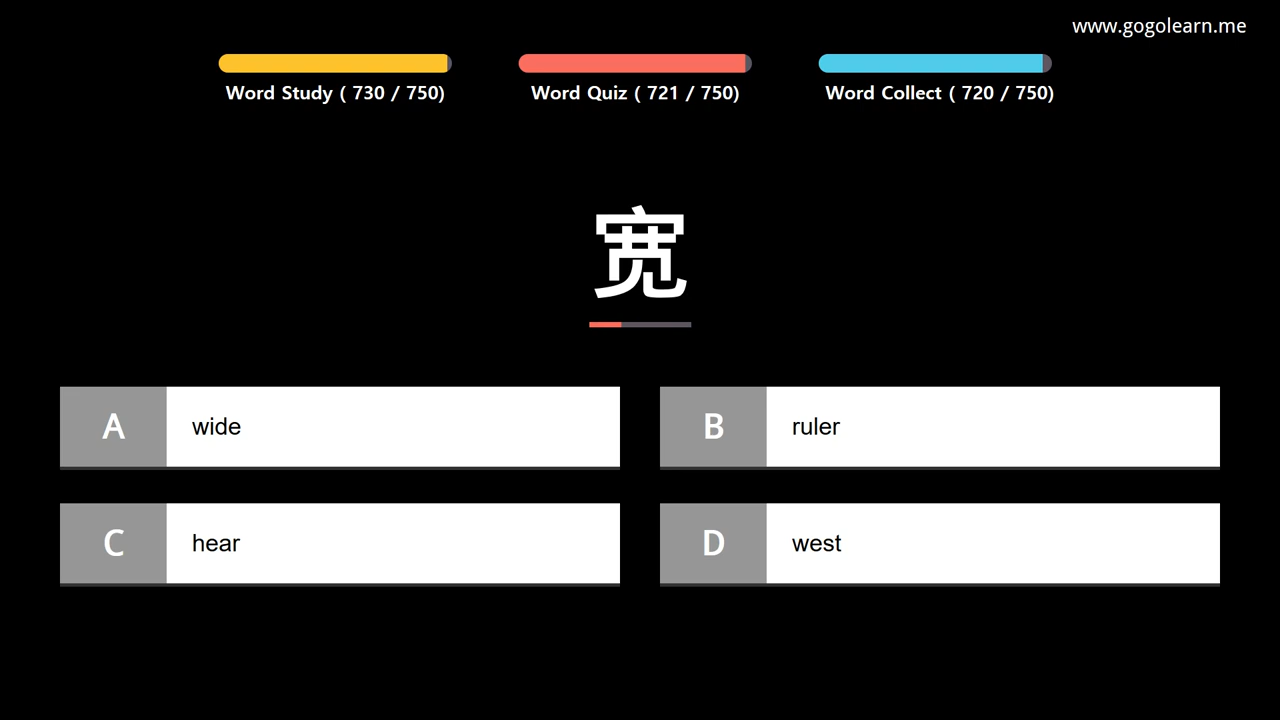 www.gogolearn.me
Word Study ( 730 / 750)
Word Quiz ( 721 / 750)
Word Collect ( 720 / 750)
宽
A wide
B ruler
C hear
D west